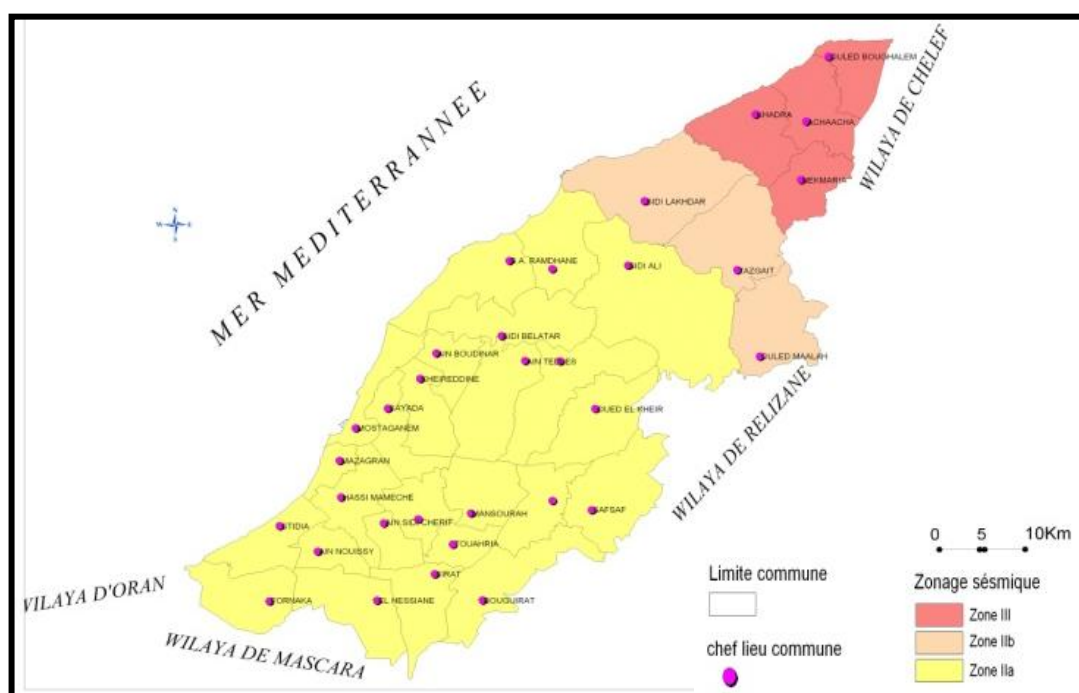 OULED BOUGHALEM
WILAYA DE CHELEF
KHADRA
ACHAACHA
NEKMARIA
MER MEDITERRANNEE
SIDI LAKHDAR
N
W E
S
S.A. RAMDHANE
SIDI ALI
TAZGAIT
SIDI BELATAR
AIN BOUDINAR
AIN TEDLES
OULED MAALAH
KHEIREDDINE
SAYADA
OUED EL KHEIR
MOSTAGANEM
WILAYA DE RELIZANE
MAZAGRAN
HASSI MAMECHE
MANSOURAH
SAFSAF
STIDIA
AIN SIDI CHERIF
TOUAHRIA
AIN NOUISSY
SIRAT
FORNAKA
EL HESSIANE
BOUGUIRAT
WILAYA D'ORAN
WILAYA DE MASCARA
0 5 10Km
Limite commune
chef lieu commune
Zonage sésmique
Zone III
Zone IIb
Zone IIa